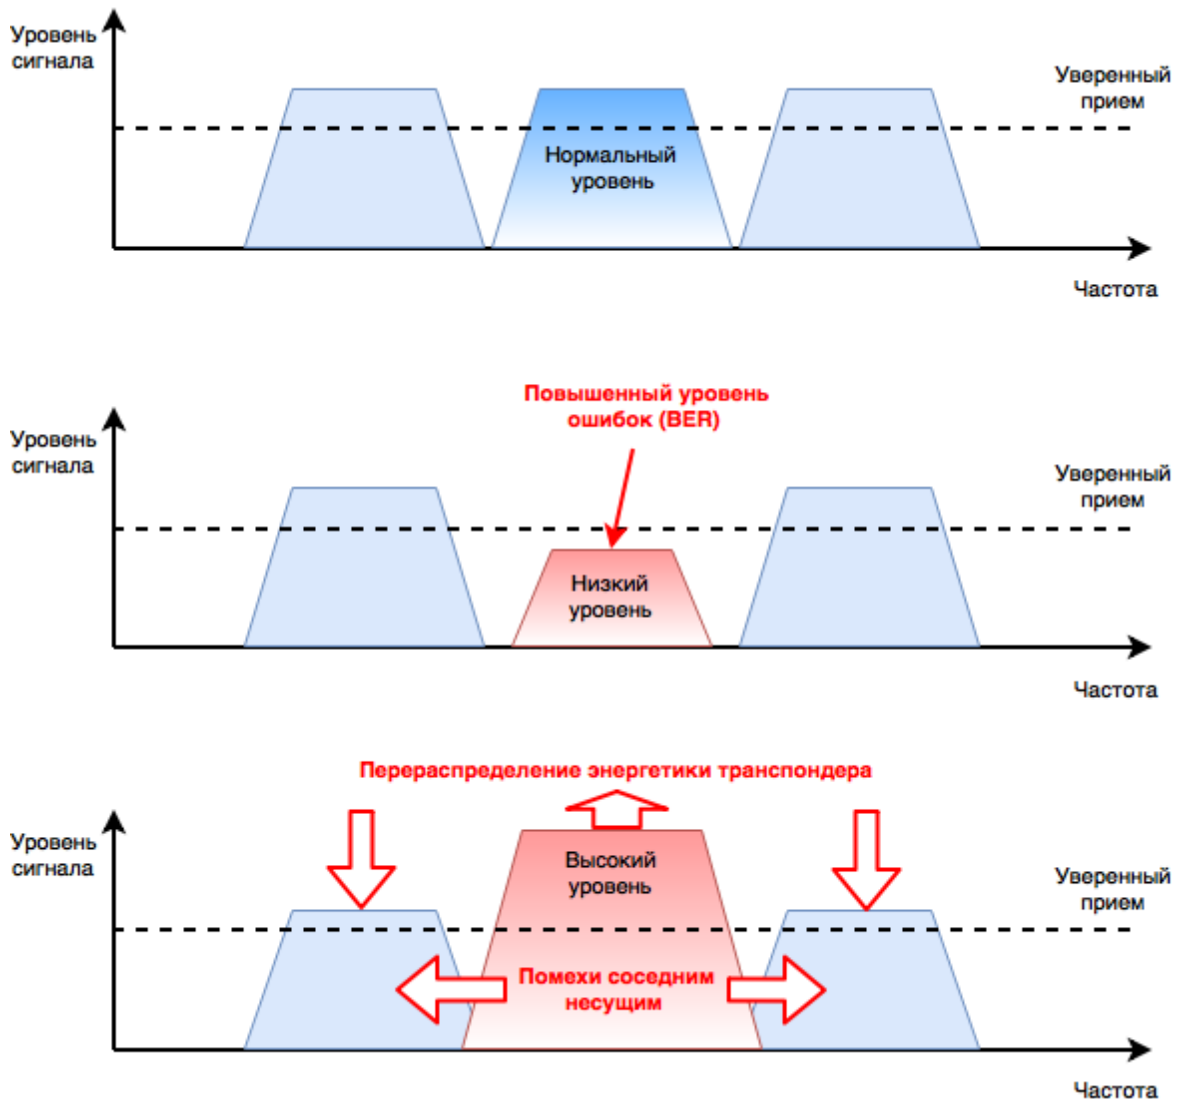 Уровень
сигнала
Уверенный
прием
Нормальный
уровень
Частота
Повышенный уровень
ошибок (BER)
Уровень
сигнала
Уверенный
прием
Низкий
уровень
Частота
Перераспределение энергетики транспондера
Уровень
сигнала
Высокий
уровень
Уверенный
прием
Помехи соседним
несущим
Частота